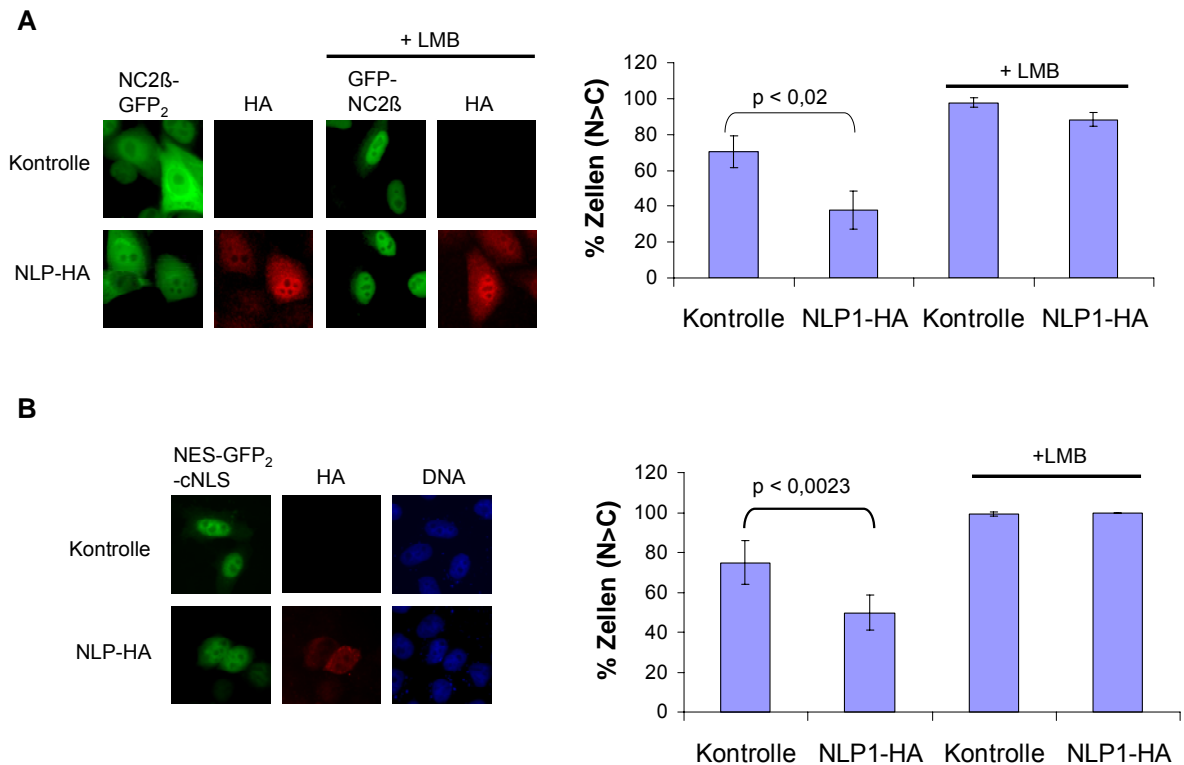 A
+ LMB
NC2ß-
GFP2
HA
GFP-
NC2ß
HA
Kontrolle
NLP-HA
% Zellen (N>C)
120
100
80
60
40
20
0
p < 0,02
+ LMB
Kontrolle NLP1-HA Kontrolle NLP1-HA
B
NES-GFP2
-cNLS
HA
DNA
Kontrolle
NLP-HA
% Zellen (N>C)
120
100
80
60
40
20
0
p < 0,0023
+LMB
Kontrolle NLP1-HA Kontrolle NLP1-HA